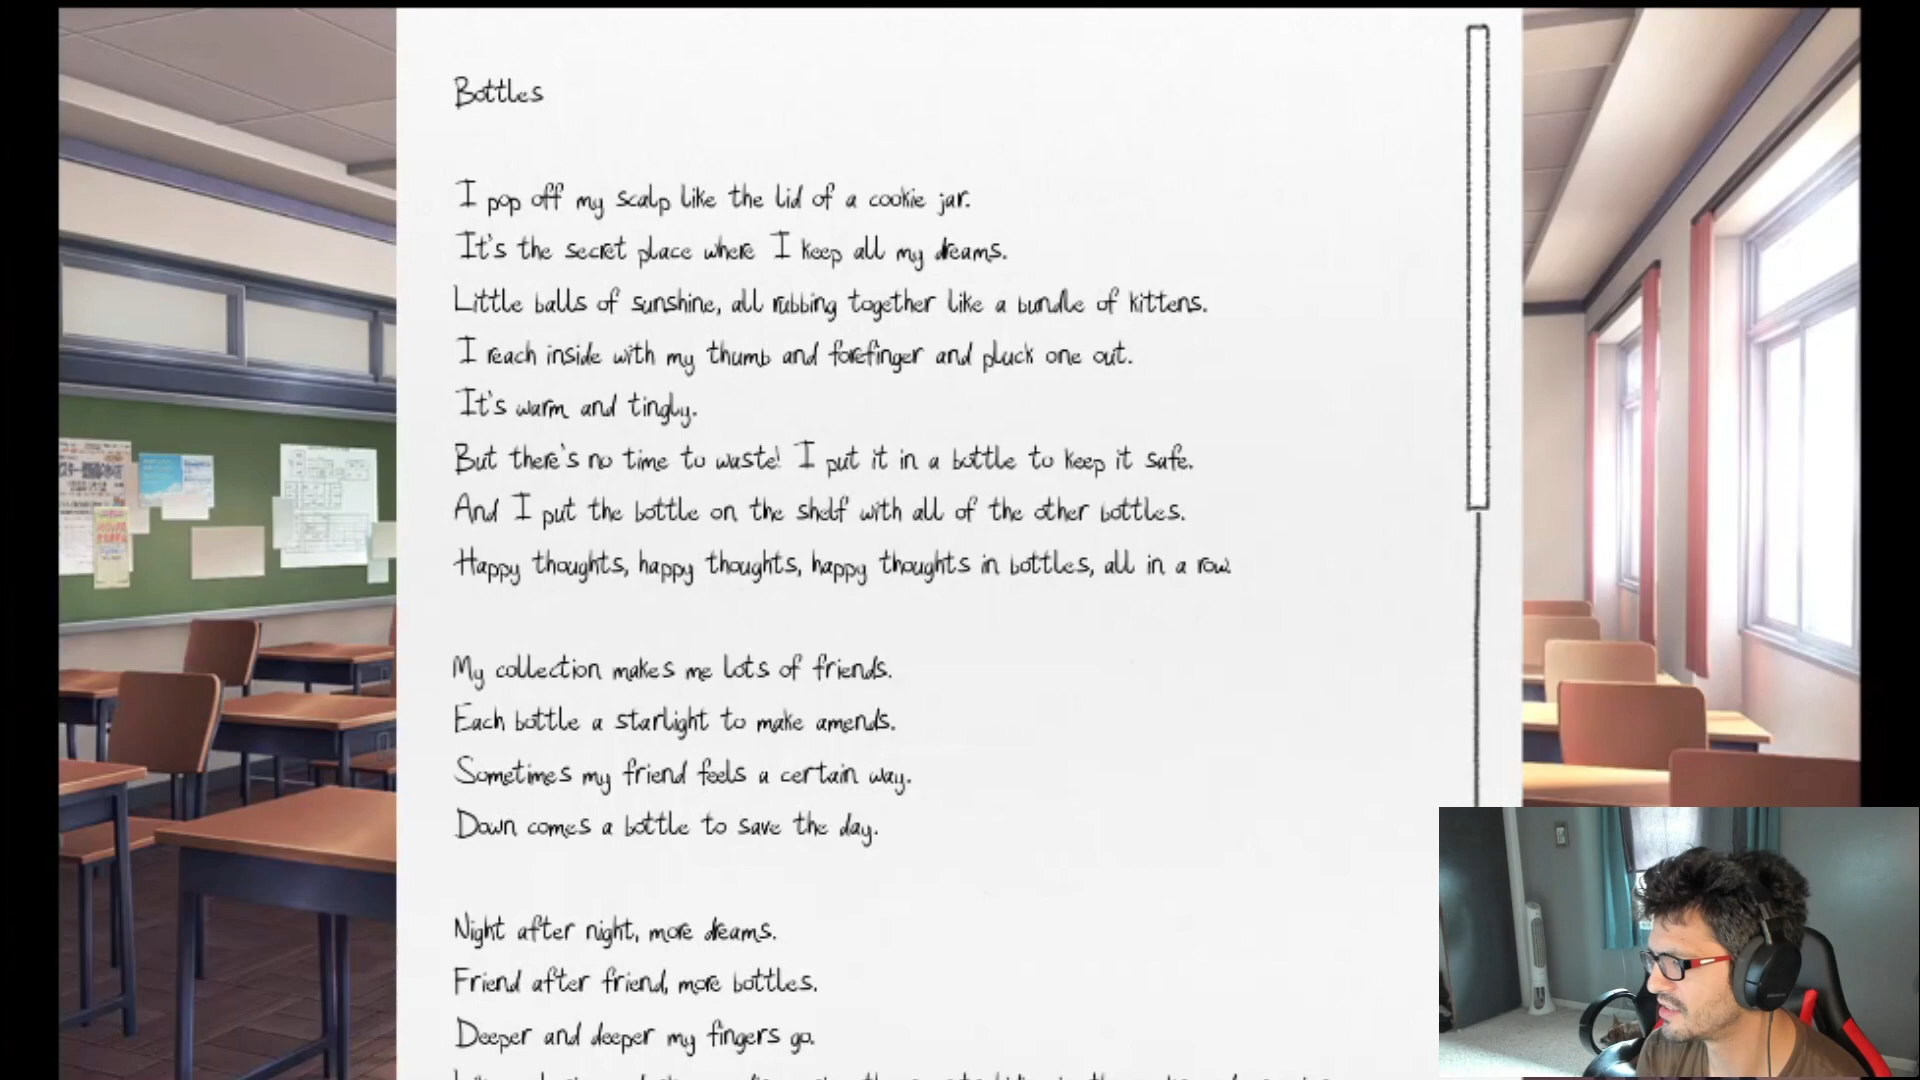 Bottles
I pop off my scalp like the lid of a cookie jar.
It's the secret place where I keep all my dreams.
Little balls of sunshine, all rubbing together like a bundle of kittens.
I reach inside with my thumb and forefinger and pluck one out.
It's warm and tingly.
But there's no time to waste! I put it in a bottle to keep it safe.
And I put the bottle on the shelf with all of the other bottles.
Happy thoughts, happy thoughts, happy thoughts in bottles, all in a row.
My collection makes me lots of friends.
Each bottle a starlight to make amends.
Sometimes my friend feels a certain way.
Down comes a bottle to save the day.
Night after night, more dreams.
Friend after friend, more bottles.
Deeper and deeper my fingers go.